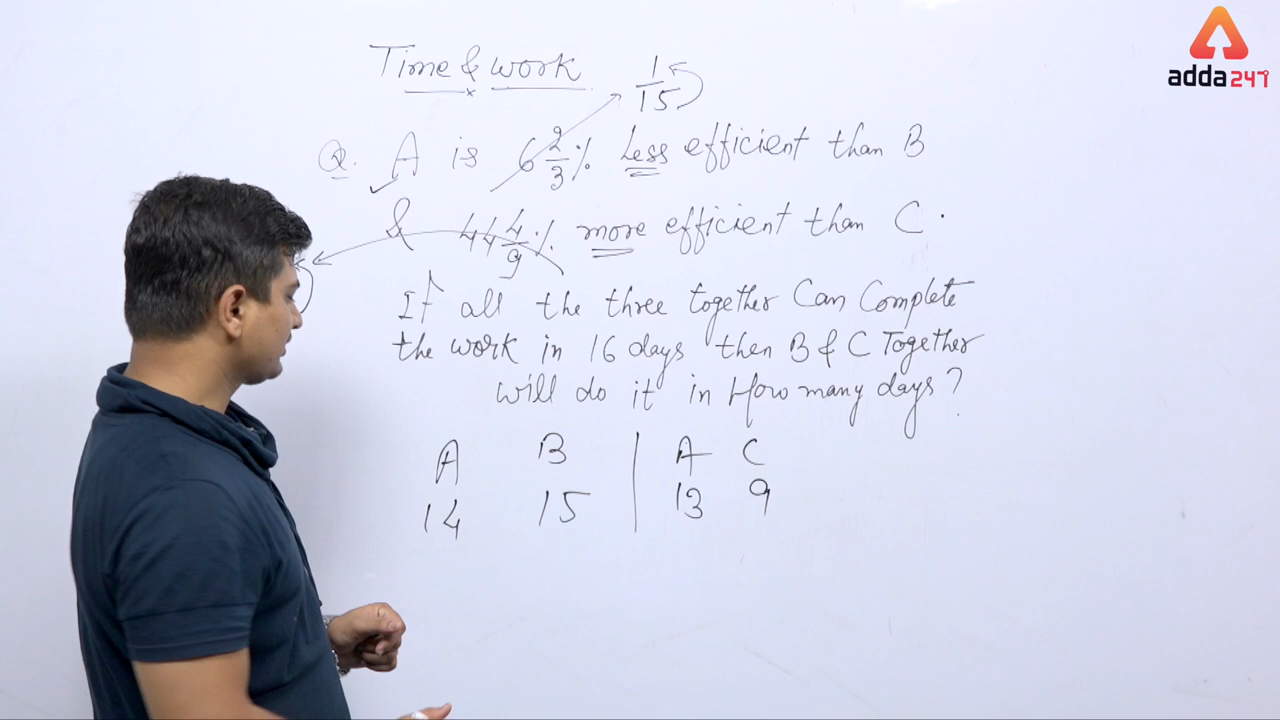 adda247
Time & work
1/15
Q. A is 6 2/3 % Less efficient than B
& 44 4/9 % more efficient than C.
If all the three together Can Complete
the work in 16 days then B & C Together
will do it in How many days?
A B | A C
14 15 | 13 9